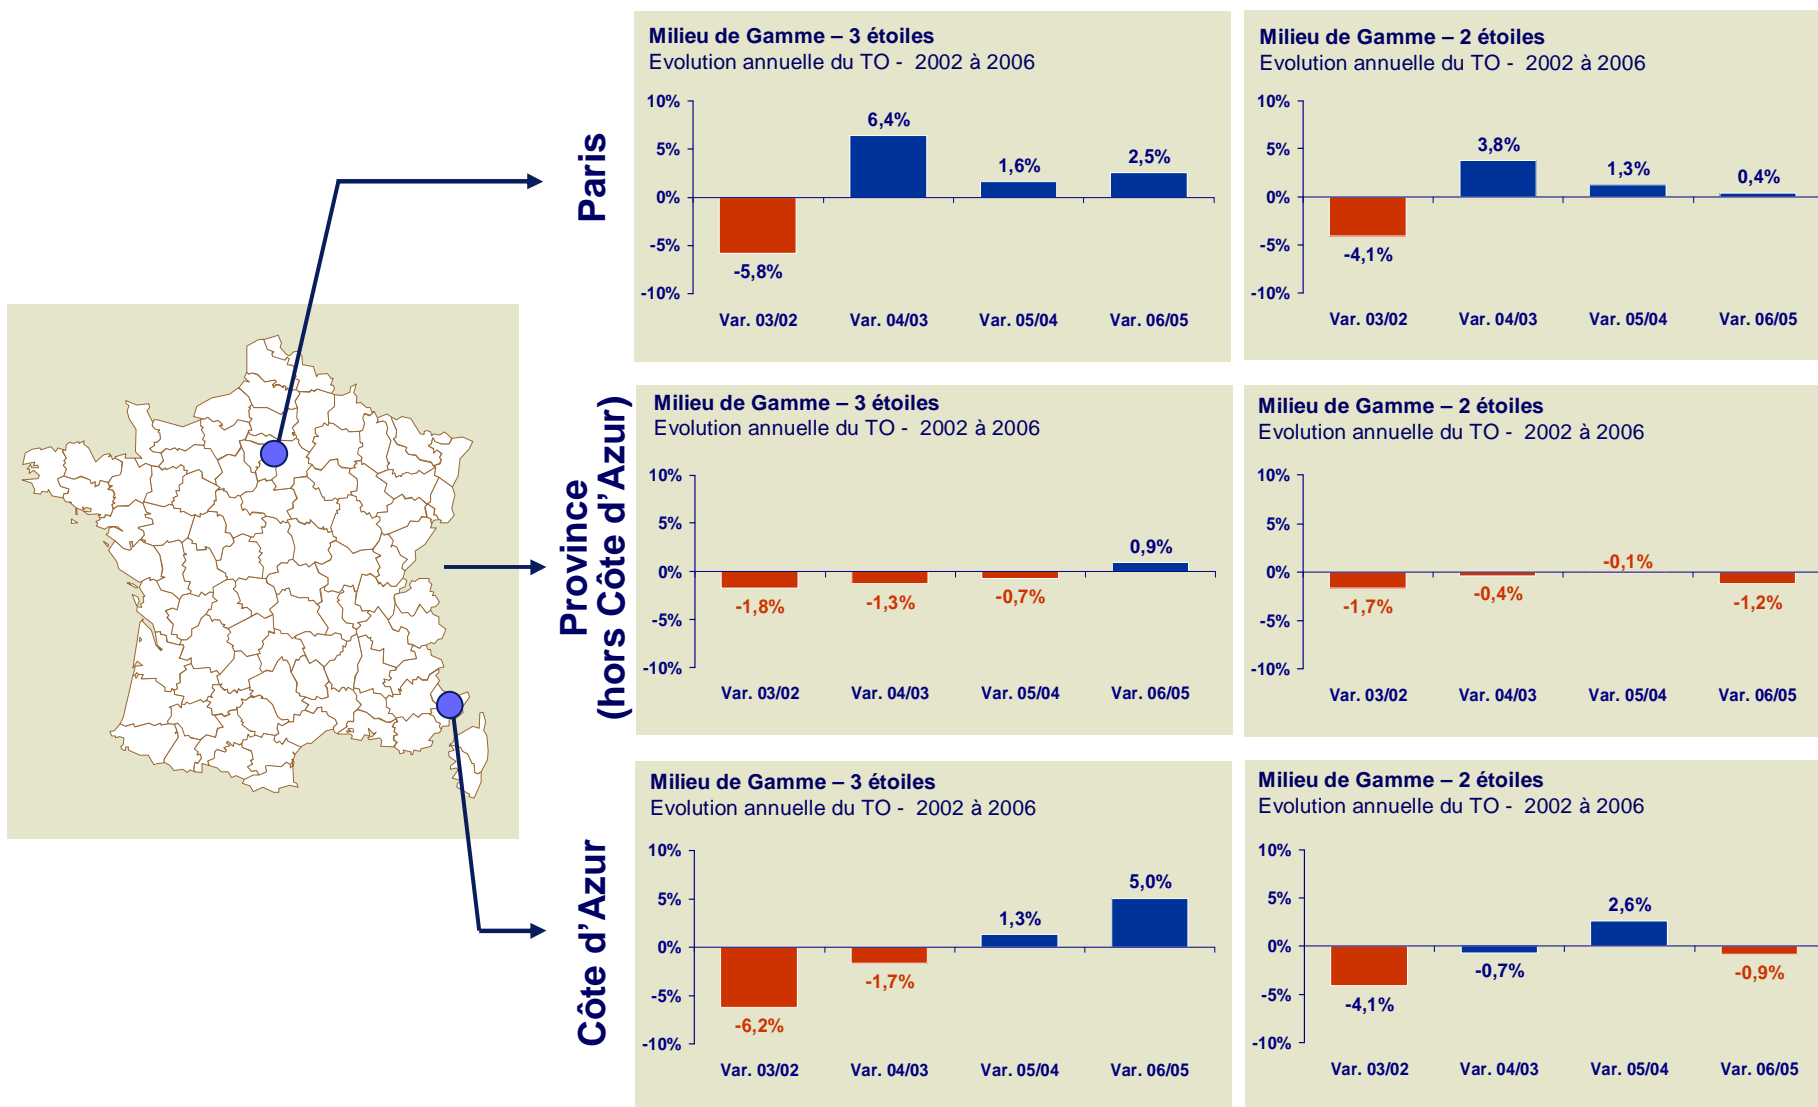 Paris
Milieu de Gamme – 3 étoiles
Evolution annuelle du TO -  2002 à 2006
10%
5%
0%
-5%
-10%
-5,8%
6,4%
1,6%
2,5%
Var. 03/02
Var. 04/03
Var. 05/04
Var. 06/05
Milieu de Gamme – 2 étoiles
Evolution annuelle du TO -  2002 à 2006
10%
5%
0%
-5%
-10%
-4,1%
3,8%
1,3%
0,4%
Var. 03/02
Var. 04/03
Var. 05/04
Var. 06/05
Province
(hors Côte d'Azur)
Milieu de Gamme – 3 étoiles
Evolution annuelle du TO -  2002 à 2006
10%
5%
0%
-5%
-10%
-1,8%
-1,3%
-0,7%
0,9%
Var. 03/02
Var. 04/03
Var. 05/04
Var. 06/05
Milieu de Gamme – 2 étoiles
Evolution annuelle du TO -  2002 à 2006
10%
5%
0%
-5%
-10%
-1,7%
-0,4%
-0,1%
-1,2%
Var. 03/02
Var. 04/03
Var. 05/04
Var. 06/05
Côte d'Azur
Milieu de Gamme – 3 étoiles
Evolution annuelle du TO -  2002 à 2006
10%
5%
0%
-5%
-10%
-6,2%
-1,7%
1,3%
5,0%
Var. 03/02
Var. 04/03
Var. 05/04
Var. 06/05
Milieu de Gamme – 2 étoiles
Evolution annuelle du TO -  2002 à 2006
10%
5%
0%
-5%
-10%
-4,1%
-0,7%
2,6%
-0,9%
Var. 03/02
Var. 04/03
Var. 05/04
Var. 06/05